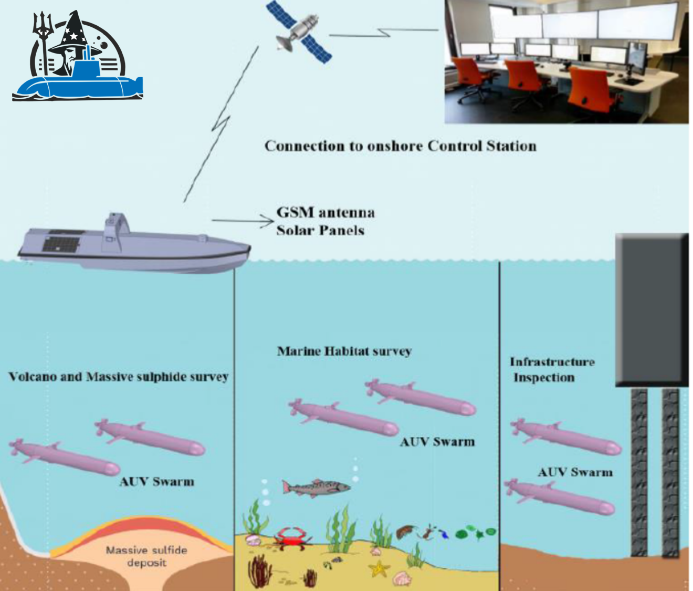 Connection to onshore Control Station
GSM antenna
Solar Panels
Volcano and Massive sulphide survey
Marine Habitat survey
Infrastructure
Inspection
AUV Swarm
AUV Swarm
AUV Swarm
Massive sulfide
deposit